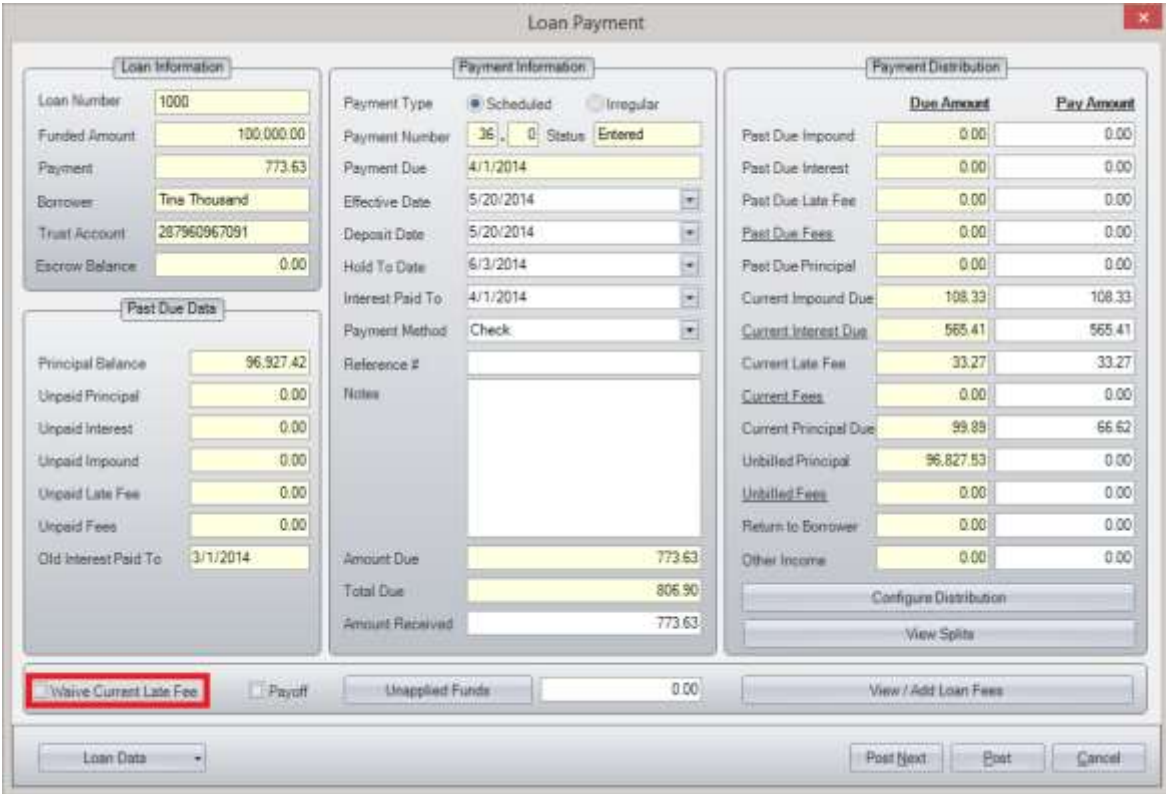 Loan Payment
Loan Information
Loan Number 1000
Funded Amount 100,000.00
Payment 773.63
Borrower Tina Thousand
Trust Account 287960967091
Escrow Balance 0.00
Past Due Data
Principal Balance 96,927.42
Unpaid Principal 0.00
Unpaid Interest 0.00
Unpaid Impound 0.00
Unpaid Late Fee 0.00
Unpaid Fees 0.00
Old Interest Paid To 3/1/2014
Payment Information
Payment Type Scheduled Irregular
Payment Number 36 . 0 Status Entered
Payment Due 4/1/2014
Effective Date 5/20/2014
Deposit Date 5/20/2014
Hold To Date 6/3/2014
Interest Paid To 4/1/2014
Payment Method Check
Reference #
Notes
Amount Due 773.63
Total Due 806.90
Amount Received 773.63
Payment Distribution
Due Amount Pay Amount
Past Due Impound 0.00 0.00
Past Due Interest 0.00 0.00
Past Due Late Fee 0.00 0.00
Past Due Fees 0.00 0.00
Past Due Principal 0.00 0.00
Current Impound Due 108.33 108.33
Current Interest Due 565.41 565.41
Current Late Fee 33.27 33.27
Current Fees 0.00 0.00
Current Principal Due 99.89 66.62
Unbilled Principal 96,827.53 0.00
Unbilled Fees 0.00 0.00
Return to Borrower 0.00 0.00
Other Income 0.00 0.00
Configure Distribution
View Splits
Waive Current Late Fee Payoff Unapplied Funds 0.00 View / Add Loan Fees
Loan Data Post Next Post Cancel